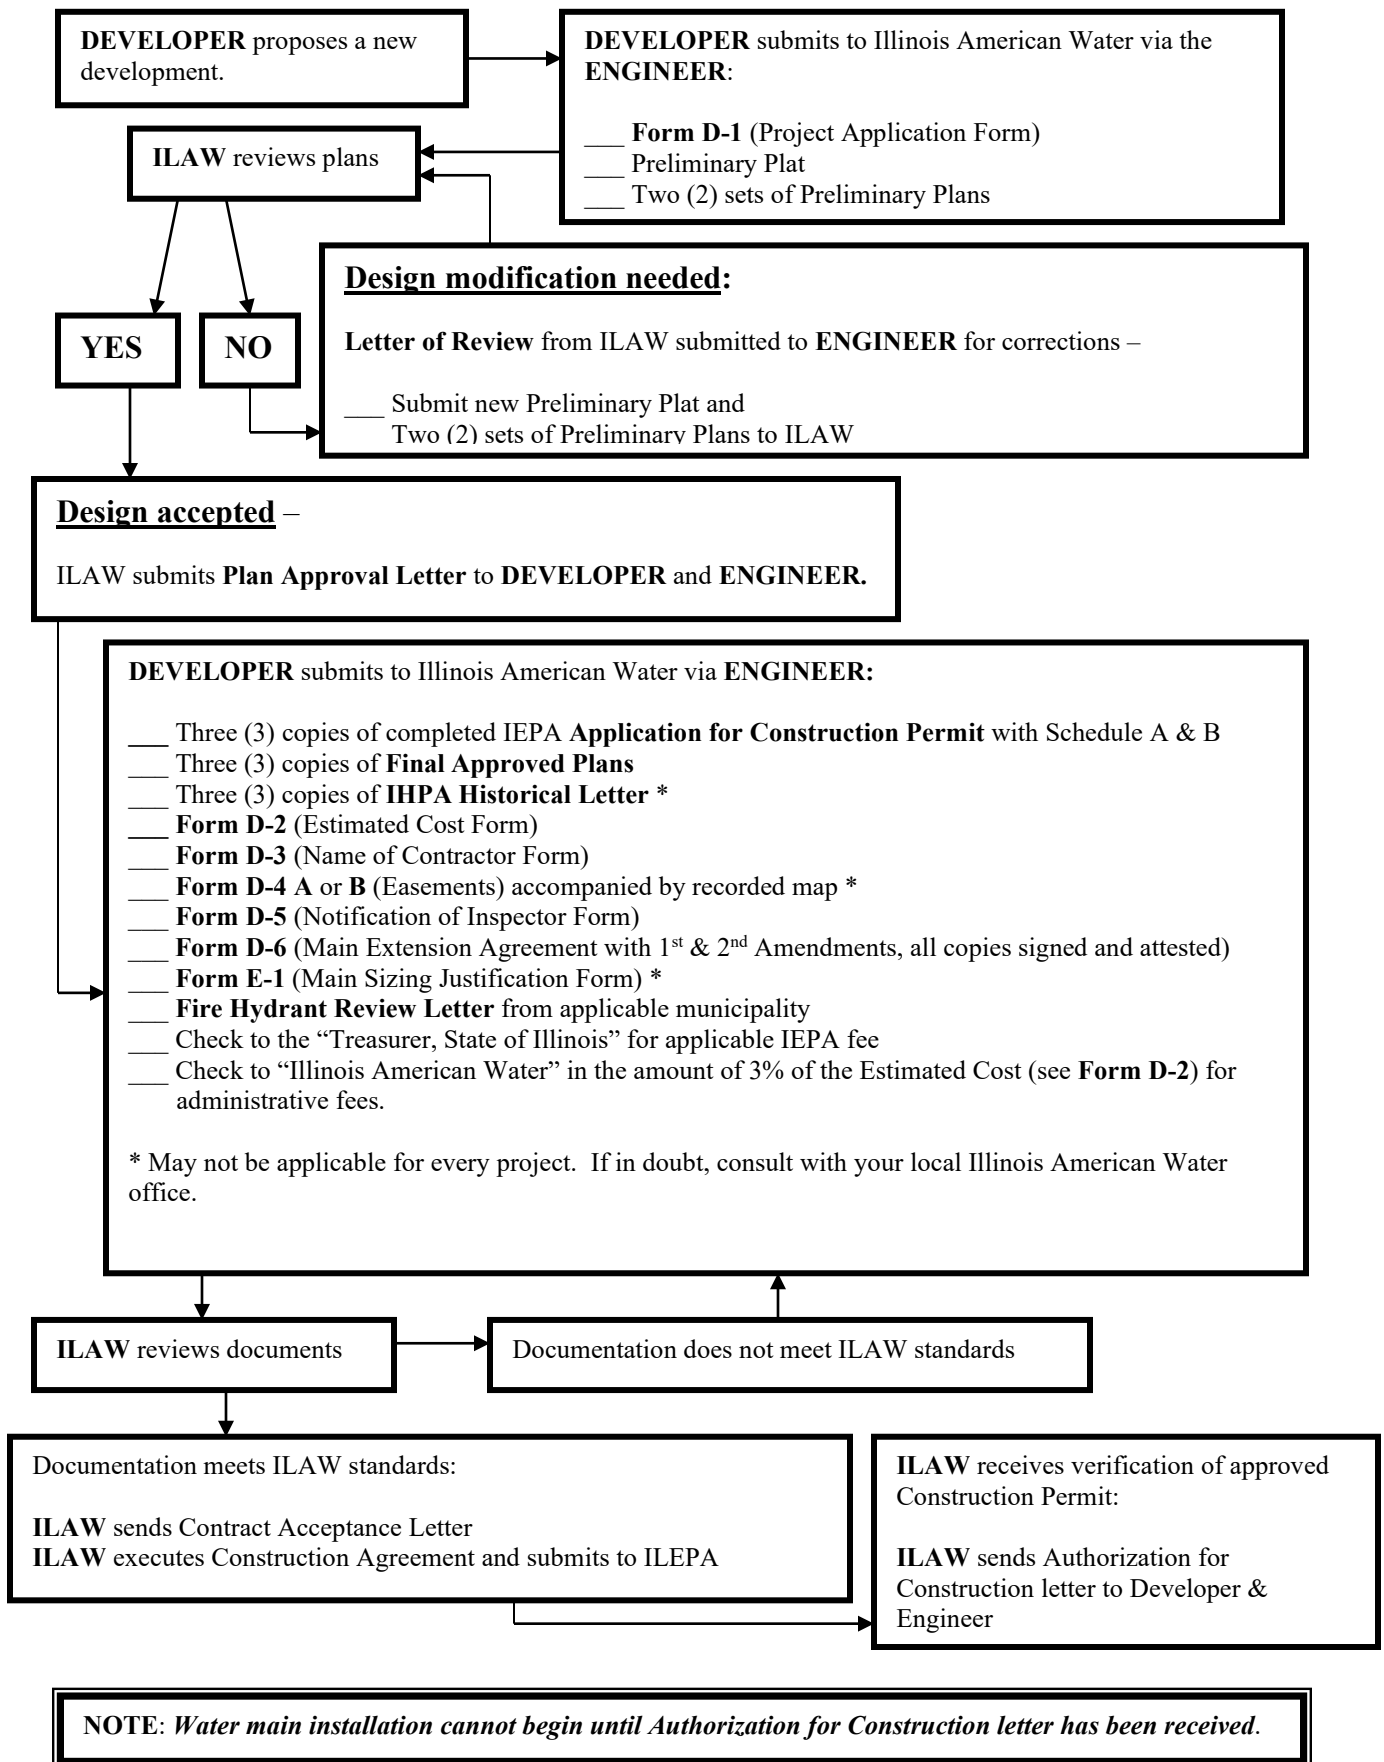 DEVELOPER proposes a new
development.
DEVELOPER submits to Illinois American Water via the
ENGINEER:
___ Form D-1 (Project Application Form)
___ Preliminary Plat
___ Two (2) sets of Preliminary Plans
ILAW reviews plans
YES
NO
Design modification needed:
Letter of Review from ILAW submitted to ENGINEER for corrections –
___ Submit new Preliminary Plat and
Two (2) sets of Preliminary Plans to ILAW
Design accepted –
ILAW submits Plan Approval Letter to DEVELOPER and ENGINEER.
DEVELOPER submits to Illinois American Water via ENGINEER:
___ Three (3) copies of completed IEPA Application for Construction Permit with Schedule A & B
___ Three (3) copies of Final Approved Plans
___ Three (3) copies of IHPA Historical Letter *
___ Form D-2 (Estimated Cost Form)
___ Form D-3 (Name of Contractor Form)
___ Form D-4 A or B (Easements) accompanied by recorded map *
___ Form D-5 (Notification of Inspector Form)
___ Form D-6 (Main Extension Agreement with 1st & 2nd Amendments, all copies signed and attested)
___ Form E-1 (Main Sizing Justification Form) *
___ Fire Hydrant Review Letter from applicable municipality
___ Check to the “Treasurer, State of Illinois” for applicable IEPA fee
___ Check to “Illinois American Water” in the amount of 3% of the Estimated Cost (see Form D-2) for
administrative fees.
* May not be applicable for every project.  If in doubt, consult with your local Illinois American Water
office.
ILAW reviews documents
Documentation does not meet ILAW standards
Documentation meets ILAW standards:
ILAW sends Contract Acceptance Letter
ILAW executes Construction Agreement and submits to ILEPA
ILAW receives verification of approved
Construction Permit:
ILAW sends Authorization for
Construction letter to Developer &
Engineer
NOTE: Water main installation cannot begin until Authorization for Construction letter has been received.